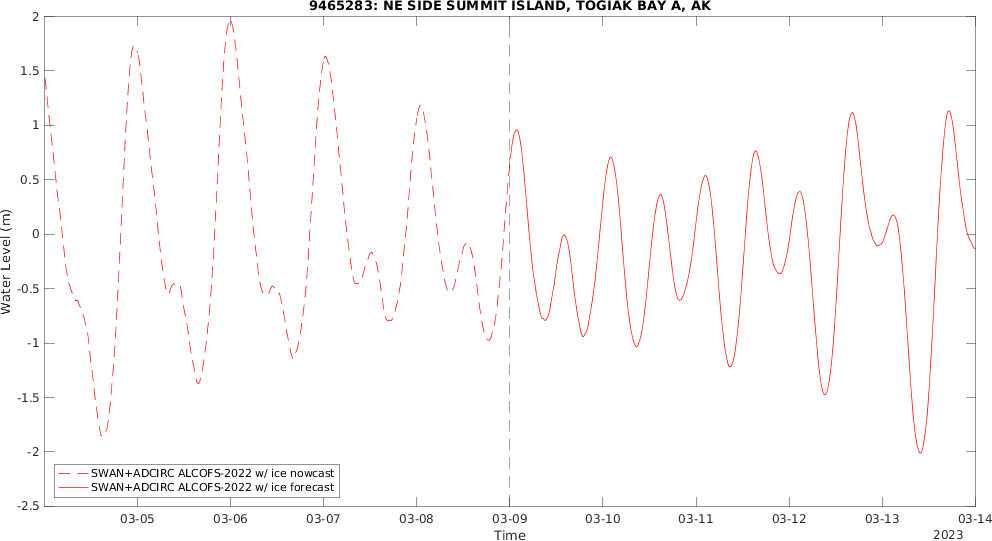 9465283: NE SIDE SUMMIT ISLAND, TOGIAK BAY A, AK
2
1.5
1
0.5
0
-0.5
-1
-1.5
-2
-2.5
Water Level (m)
SWAN+ADCIRC ALCOFS-2022 w/ ice nowcast
SWAN+ADCIRC ALCOFS-2022 w/ ice forecast
03-05 03-06 03-07 03-08 03-09 03-10 03-11 03-12 03-13 03-14
Time
2023